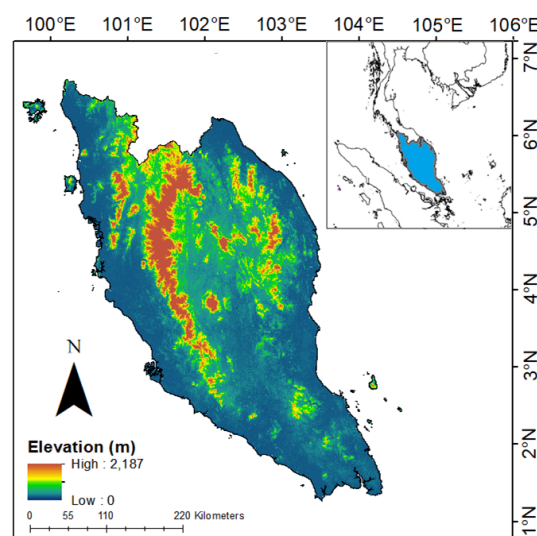 100°E 101°E 102°E 103°E 104°E 105°E 106°E
7°N
6°N
5°N
4°N
3°N
2°N
1°N
N
Elevation (m)
High : 2,187
Low : 0
0 55 110 220 Kilometers